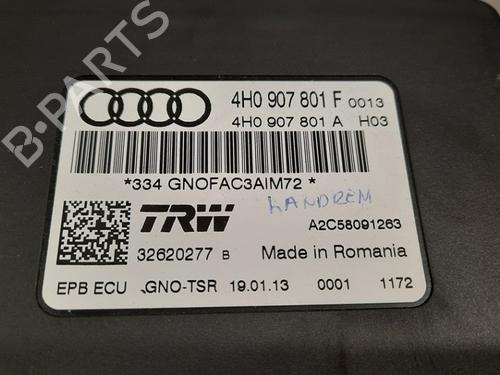 B-PARTS
4H0 907 801 F 0013
4H0 907 801 A H03
*334 GNOFAC3AIM72*
HANDREM
TRW
A2C58091263
32620277 B Made in Romania
EPB ECU GNO-TSR 19.01.13 0001 1172